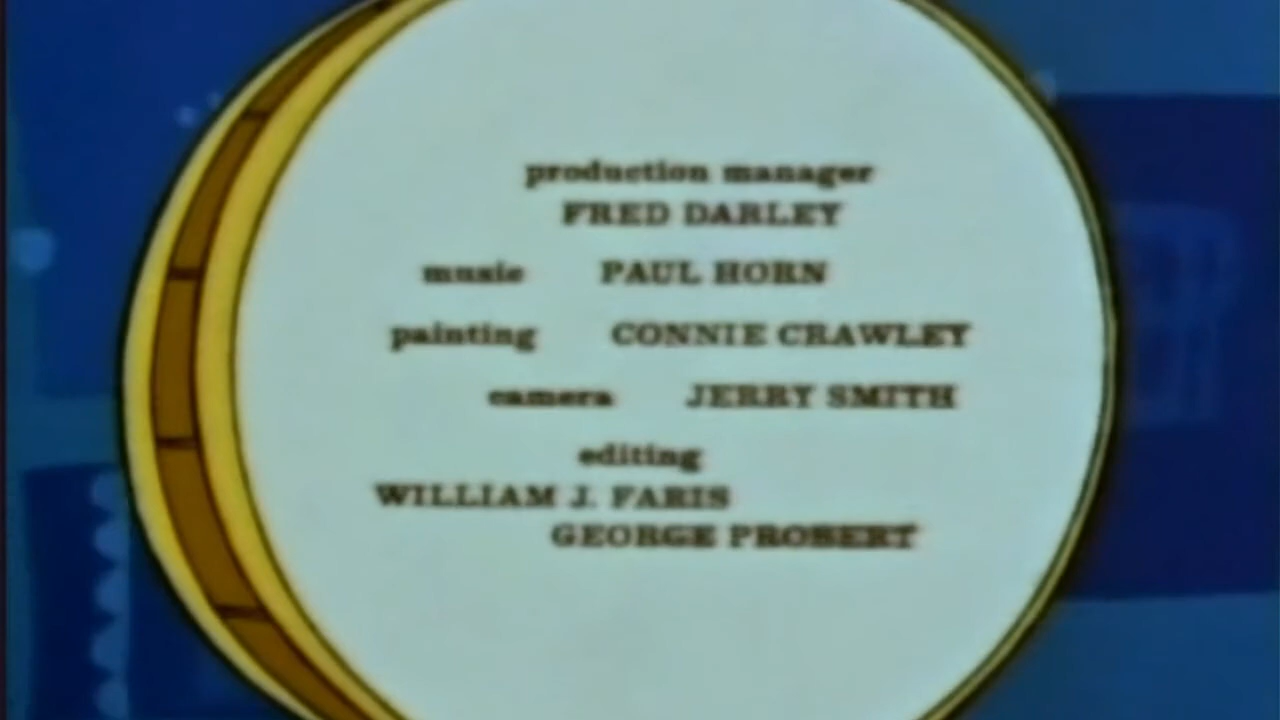 production manager
FRED DARLEY
music PAUL HORN
painting CONNIE CRAWLEY
camera JERRY SMITH
editing
WILLIAM J. FARIS
GEORGE PROBERT